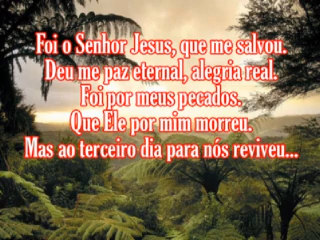 Foi o Senhor Jesus, que me salvou.
Deu me paz eternal, alegria real.
Foi por meus pecados.
Que Ele por mim morreu.
Mas ao terceiro dia para nós reviveu...